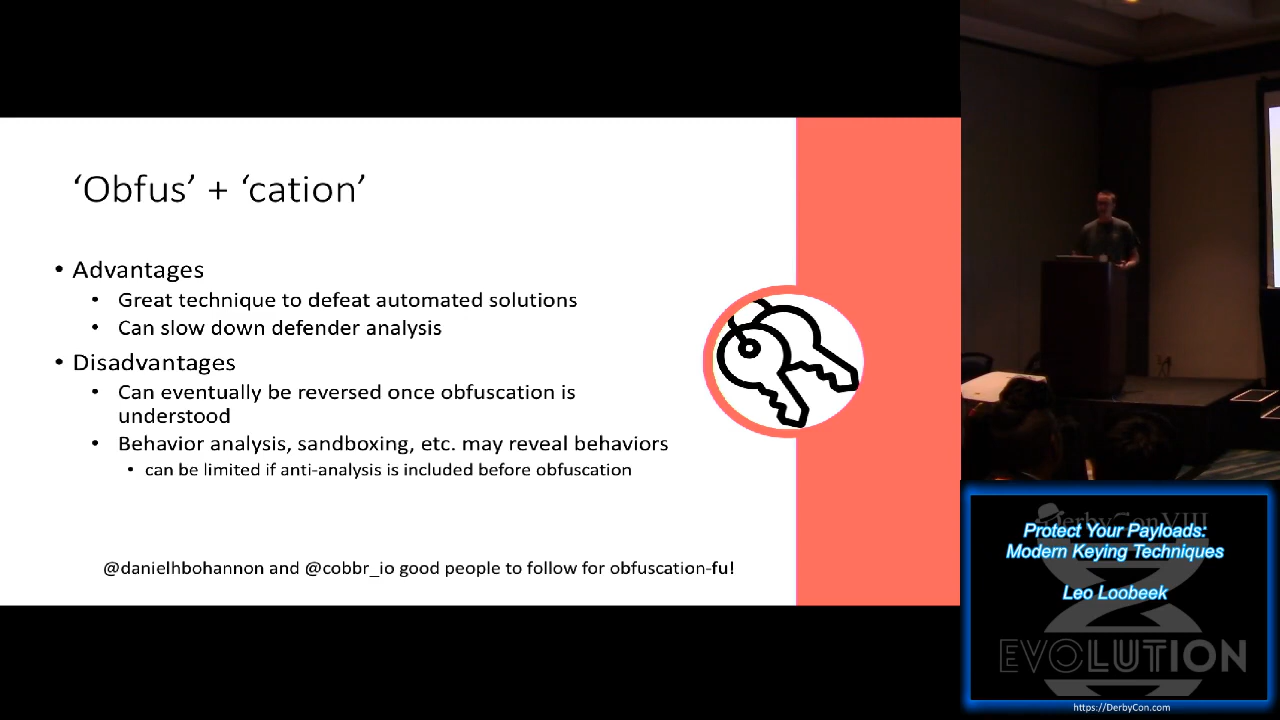 ‘Obfus’ + ‘cation’
• Advantages
• Great technique to defeat automated solutions
• Can slow down defender analysis
• Disadvantages
• Can eventually be reversed once obfuscation is
understood
• Behavior analysis, sandboxing, etc. may reveal behaviors
• can be limited if anti-analysis is included before obfuscation
@danielhbohannon and @cobbr_io good people to follow for obfuscation-fu!
DerbyCon VIII
Protect Your Payloads:
Modern Keying Techniques
Leo Loobeek
EVOLUTION
https://DerbyCon.com